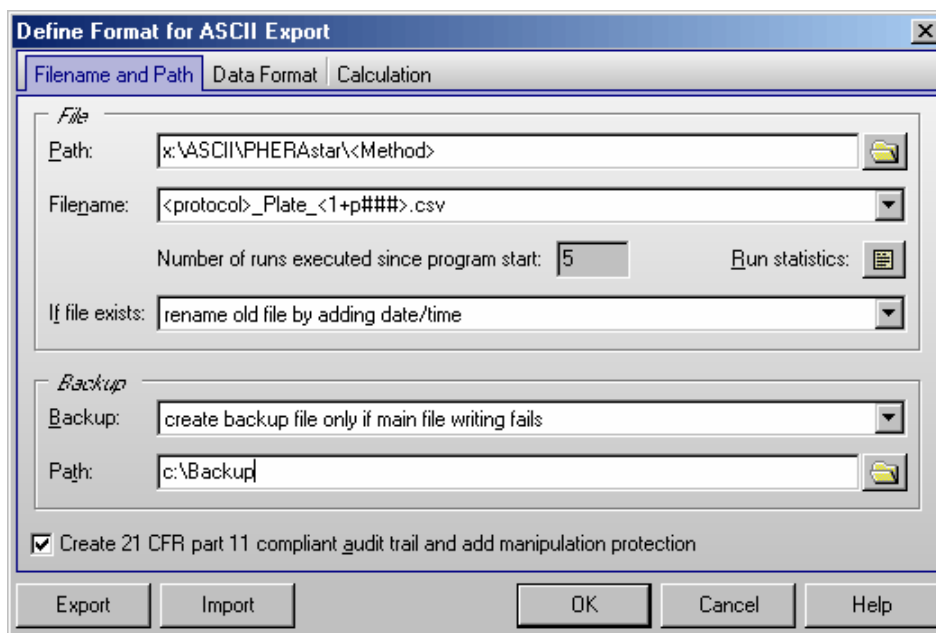 Define Format for ASCII Export
Filename and Path Data Format Calculation
File
Path: x:\ASCII\PHERAstar\<Method>
Filename: <protocol>_Plate_<1+p###>.csv
Number of runs executed since program start: 5 Run statistics:
If file exists: rename old file by adding date/time
Backup
Backup: create backup file only if main file writing fails
Path: c:\Backup
Create 21 CFR part 11 compliant audit trail and add manipulation protection
Export Import OK Cancel Help